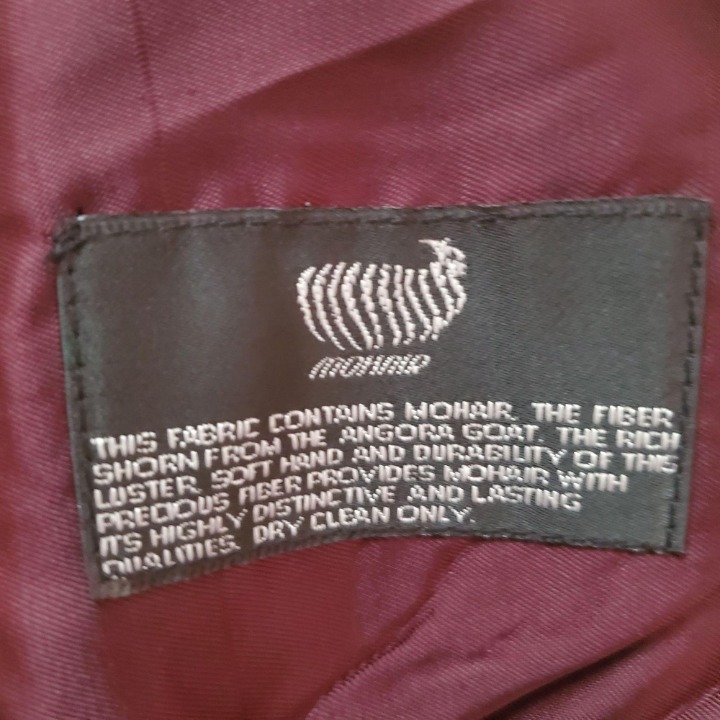 MOHAIR
THIS FABRIC CONTAINS MOHAIR. THE FIBER
SHORN FROM THE ANGORA GOAT. THE RICH
LUSTER, SOFT HAND AND DURABILITY OF THIS
PRECIOUS FIBER PROVIDES MOHAIR WITH
ITS HIGHLY DISTINCTIVE AND LASTING
QUALITIES. DRY CLEAN ONLY.